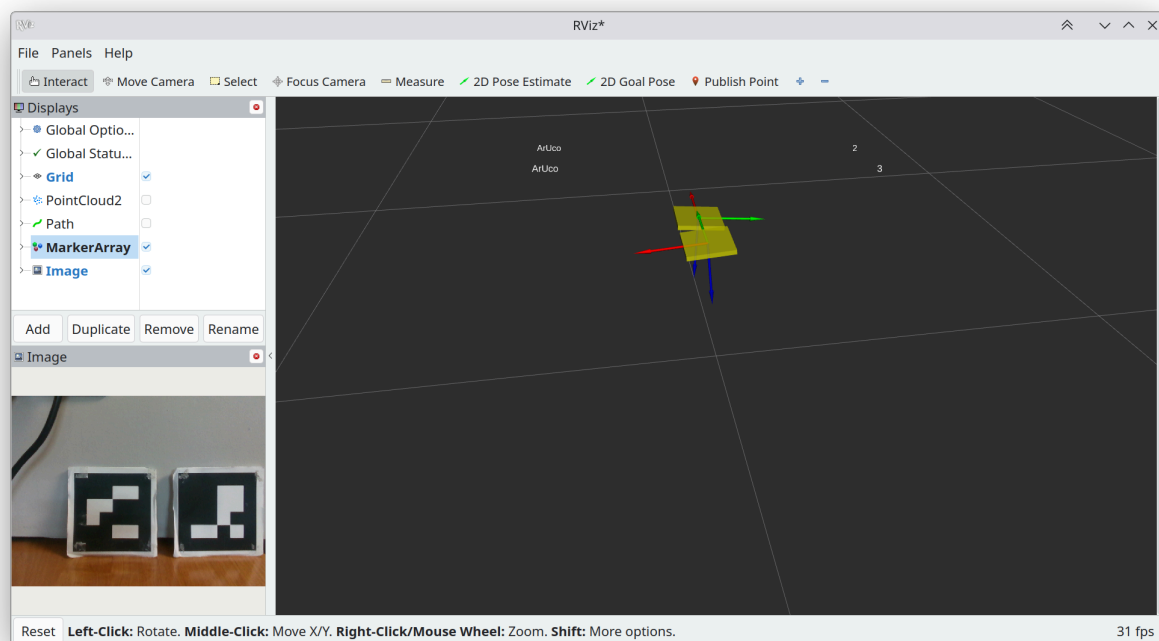 RViz*
File Panels Help
Interact Move Camera Select Focus Camera Measure 2D Pose Estimate 2D Goal Pose Publish Point
Displays
Global Optio...
Global Statu...
Grid
PointCloud2
Path
MarkerArray
Image
Add Duplicate Remove Rename
Image
ArUco 2
ArUco 3
Reset Left-Click: Rotate. Middle-Click: Move X/Y. Right-Click/Mouse Wheel: Zoom. Shift: More options. 31 fps